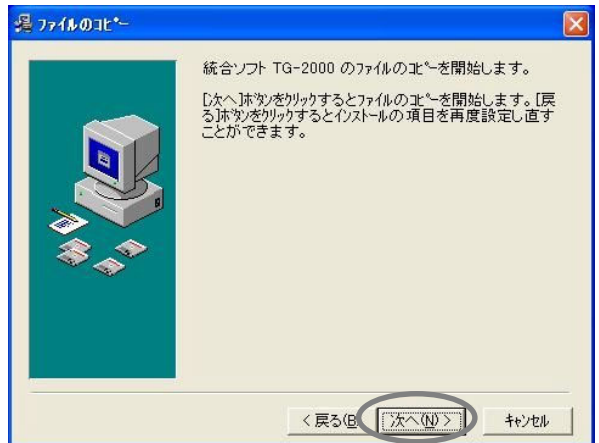 ファイルのコピー
統合ソフト TG-2000 のファイルのコピーを開始します。
[次へ]ボタンをクリックするとファイルのコピーを開始します。[戻
る]ボタンをクリックするとインストールの項目を再度設定し直す
ことができます。
< 戻る(B
次へ(N) >
キャンセル